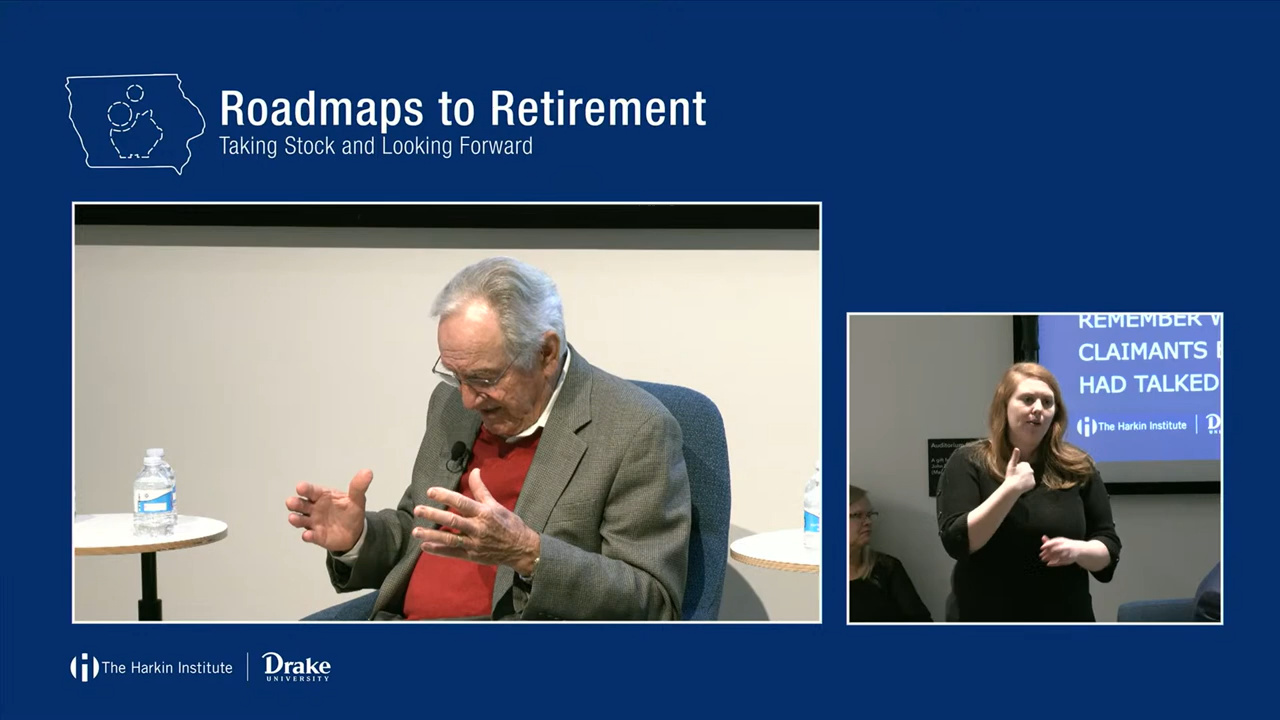 Roadmaps to Retirement
Taking Stock and Looking Forward
REMEMBER
CLAIMANTS
HAD TALKED
The Harkin Institute
Auditorium
The Harkin Institute
Drake
UNIVERSITY